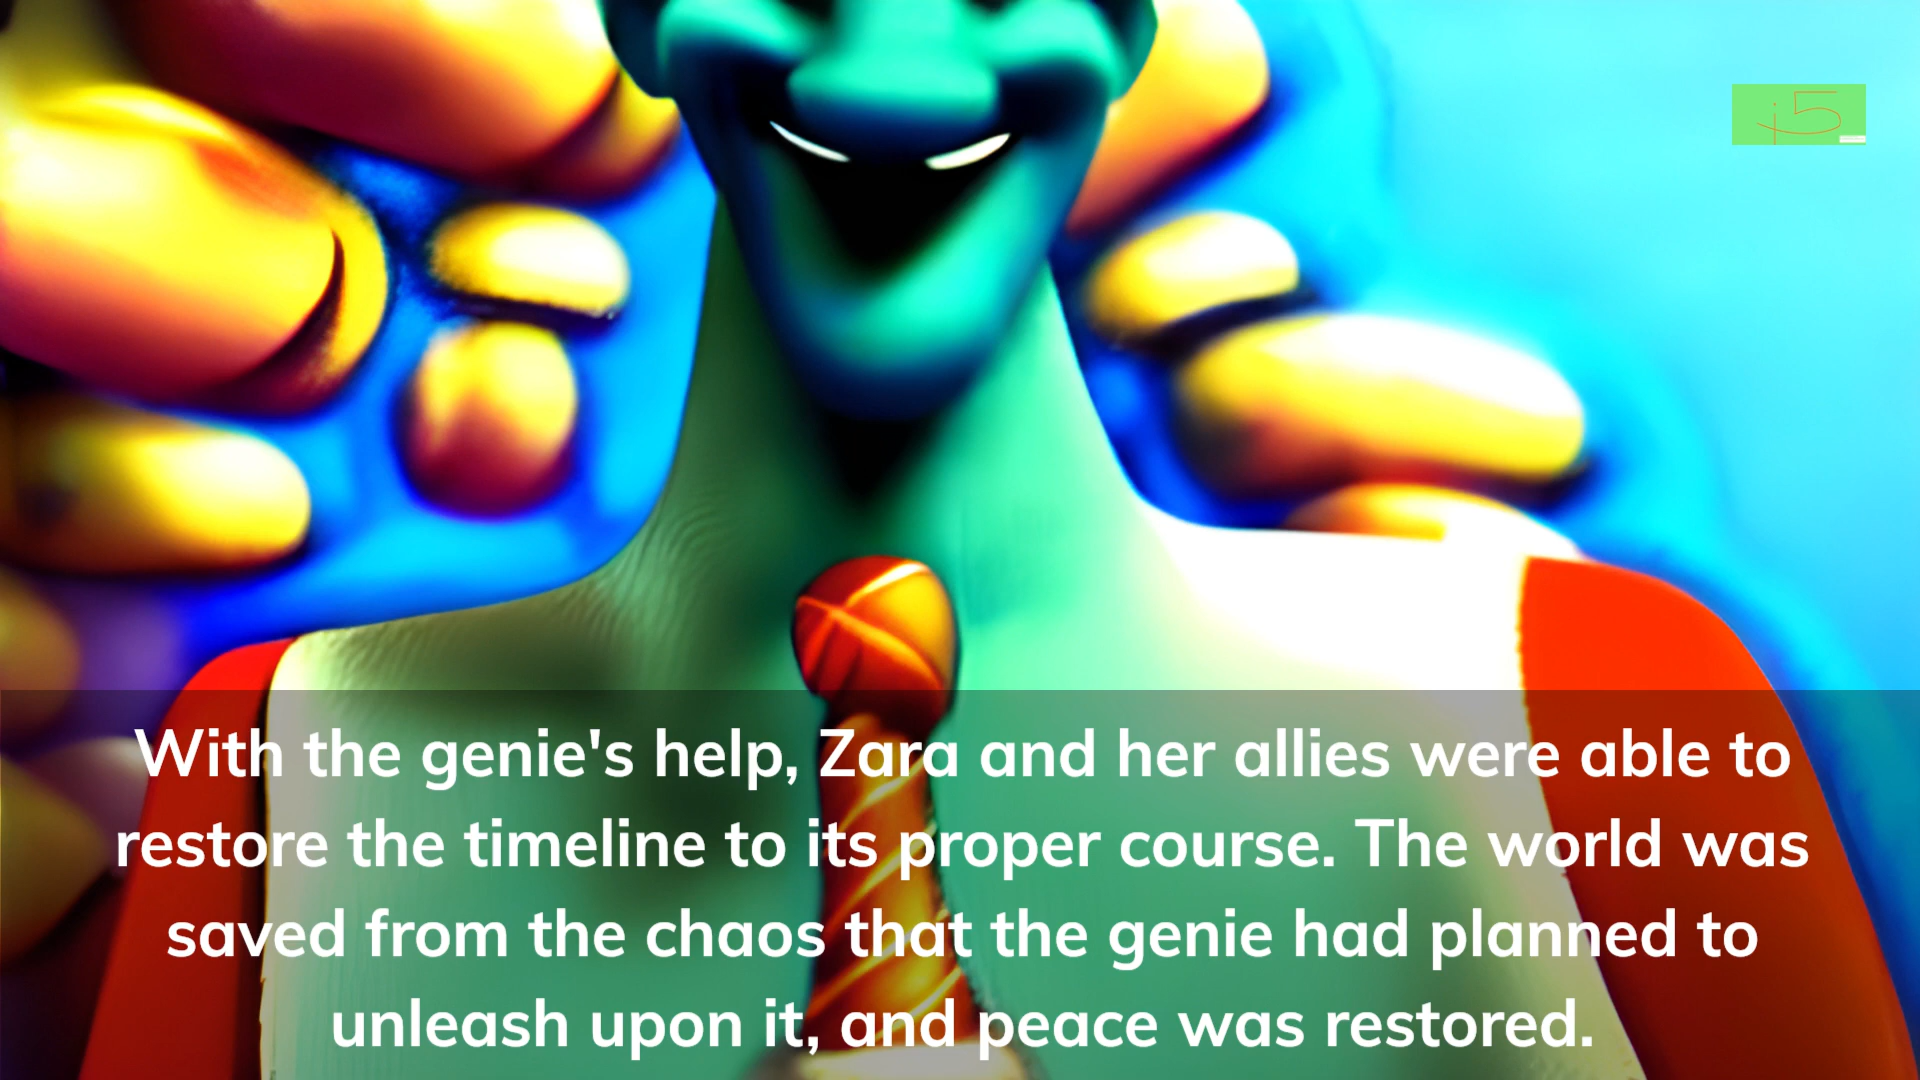 i5
With the genie's help, Zara and her allies were able to
restore the timeline to its proper course. The world was
saved from the chaos that the genie had planned to
unleash upon it, and peace was restored.